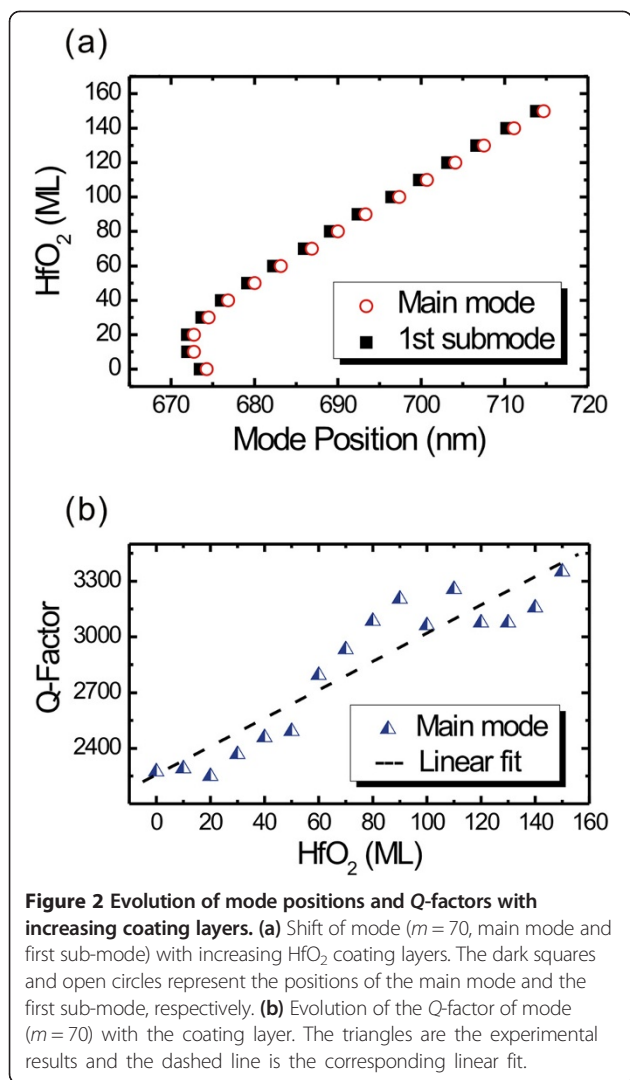 (a)
160
140
120
100
80
60
40
20
0
HfO₂ (ML)
Main mode
1st submode
670 680 690 700 710 720
Mode Position (nm)
(b)
3300
3000
2700
2400
Q-Factor
Main mode
Linear fit
0 20 40 60 80 100 120 140 160
HfO₂ (ML)
Figure 2 Evolution of mode positions and Q-factors with
increasing coating layers. (a) Shift of mode (m = 70, main mode and
first sub-mode) with increasing HfO₂ coating layers. The dark squares
and open circles represent the positions of the main mode and the
first sub-mode, respectively. (b) Evolution of the Q-factor of mode
(m = 70) with the coating layer. The triangles are the experimental
results and the dashed line is the corresponding linear fit.